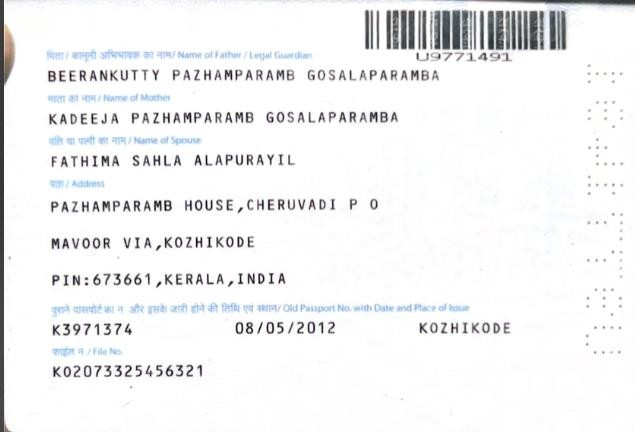 U9771491
पिता / कानूनी अभिभावक का नाम / Name of Father / Legal Guardian
BEERANKUTTY PAZHAMPARAMB GOSALAPARAMBA
माता का नाम / Name of Mother
KADEEJA PAZHAMPARAMB GOSALAPARAMBA
पति या पत्नी का नाम / Name of Spouse
FATHIMA SAHLA ALAPURAYIL
पता / Address
PAZHAMPARAMB HOUSE,CHERUVADI P O
MAVOOR VIA,KOZHIKODE
PIN:673661,KERALA,INDIA
पुराने पासपोर्ट का न. और इसके जारी होने की तिथि एवं स्थान / Old Passport No. with Date and Place of Issue
K3971374 08/05/2012 KOZHIKODE
फाईल न. / File No.
K02073325456321